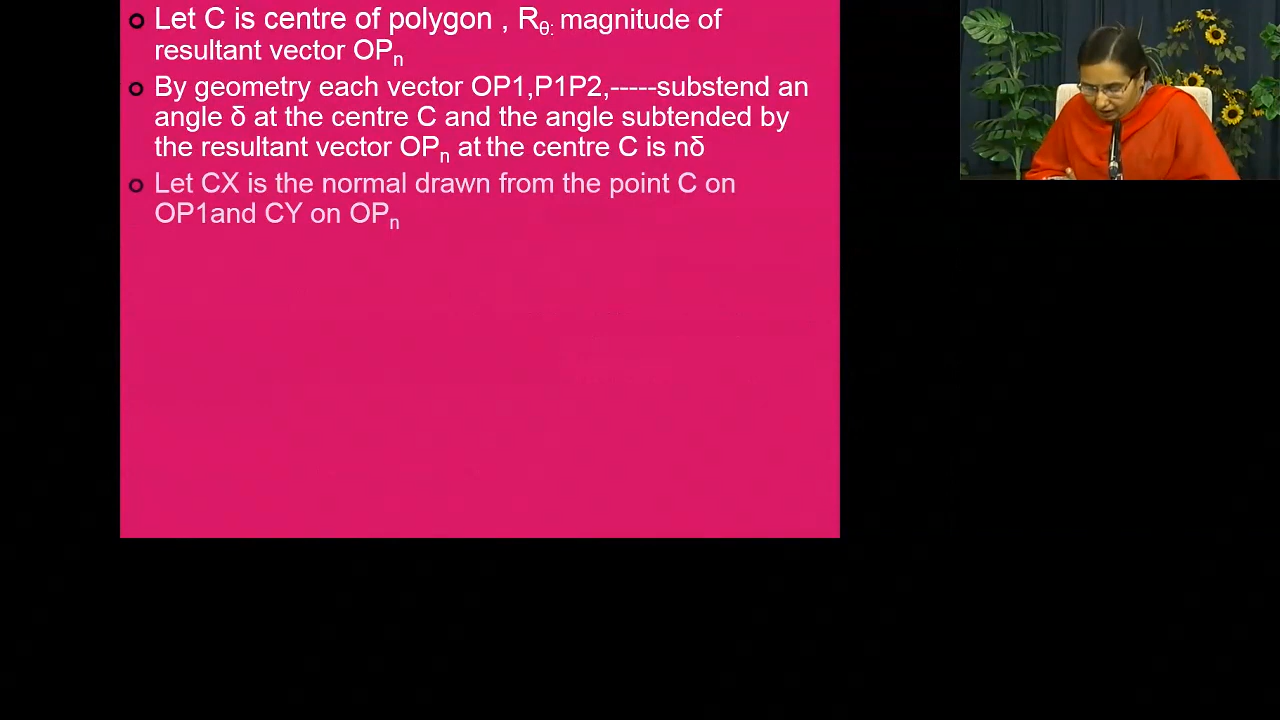 Let C is centre of polygon , Rθ: magnitude of
resultant vector OPn
By geometry each vector OP1,P1P2,-----substend an
angle δ at the centre C and the angle subtended by
the resultant vector OPn at the centre C is nδ
Let CX is the normal drawn from the point C on
OP1and CY on OPn